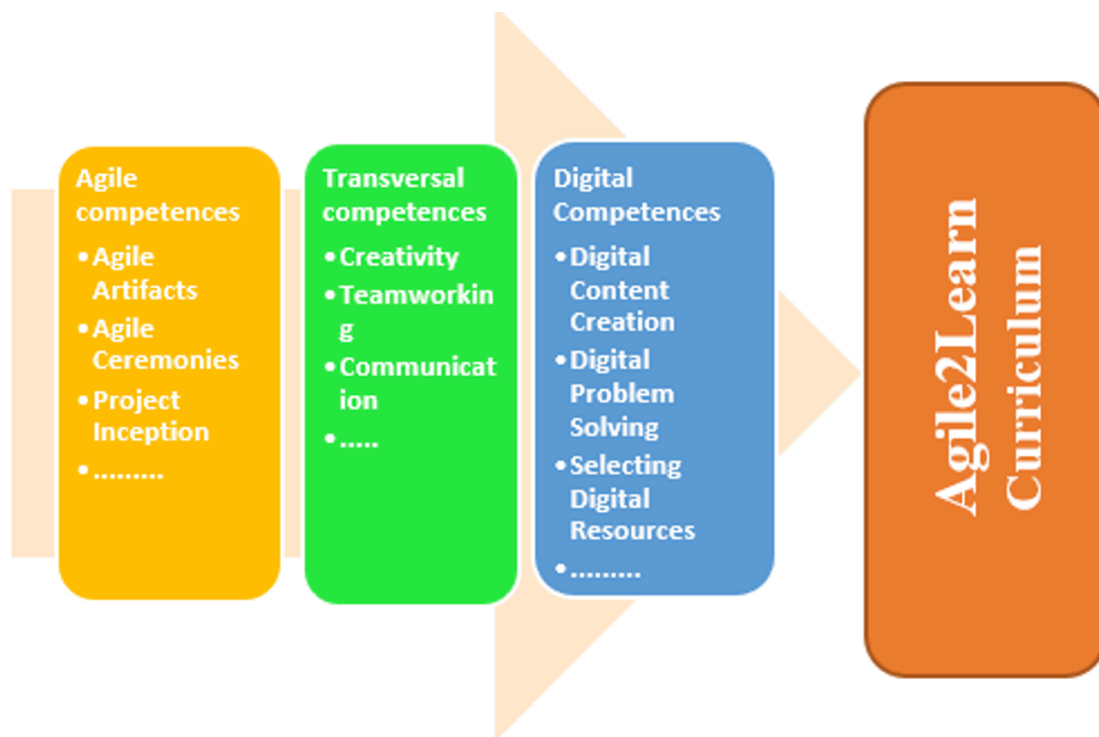 Agile
competences
•Agile
Artifacts
•Agile
Ceremonies
•Project
Inception
•.........
Transversal
competences
•Creativity
•Teamworkin
g
•Communicat
ion
•.....
Digital
Competences
•Digital
Content
Creation
•Digital
Problem
Solving
•Selecting
Digital
Resources
•.........
Agile2Learn
Curriculum